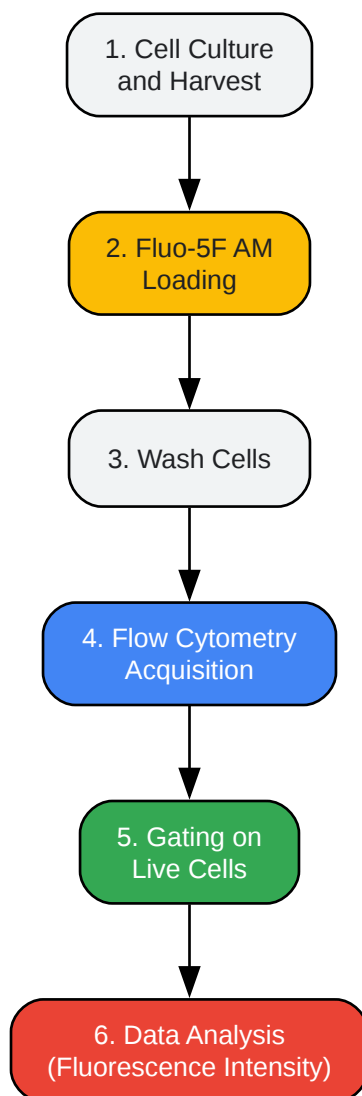 1. Cell Culture
and Harvest
2. Fluo-5F AM
Loading
3. Wash Cells
4. Flow Cytometry
Acquisition
5. Gating on
Live Cells
6. Data Analysis
(Fluorescence Intensity)